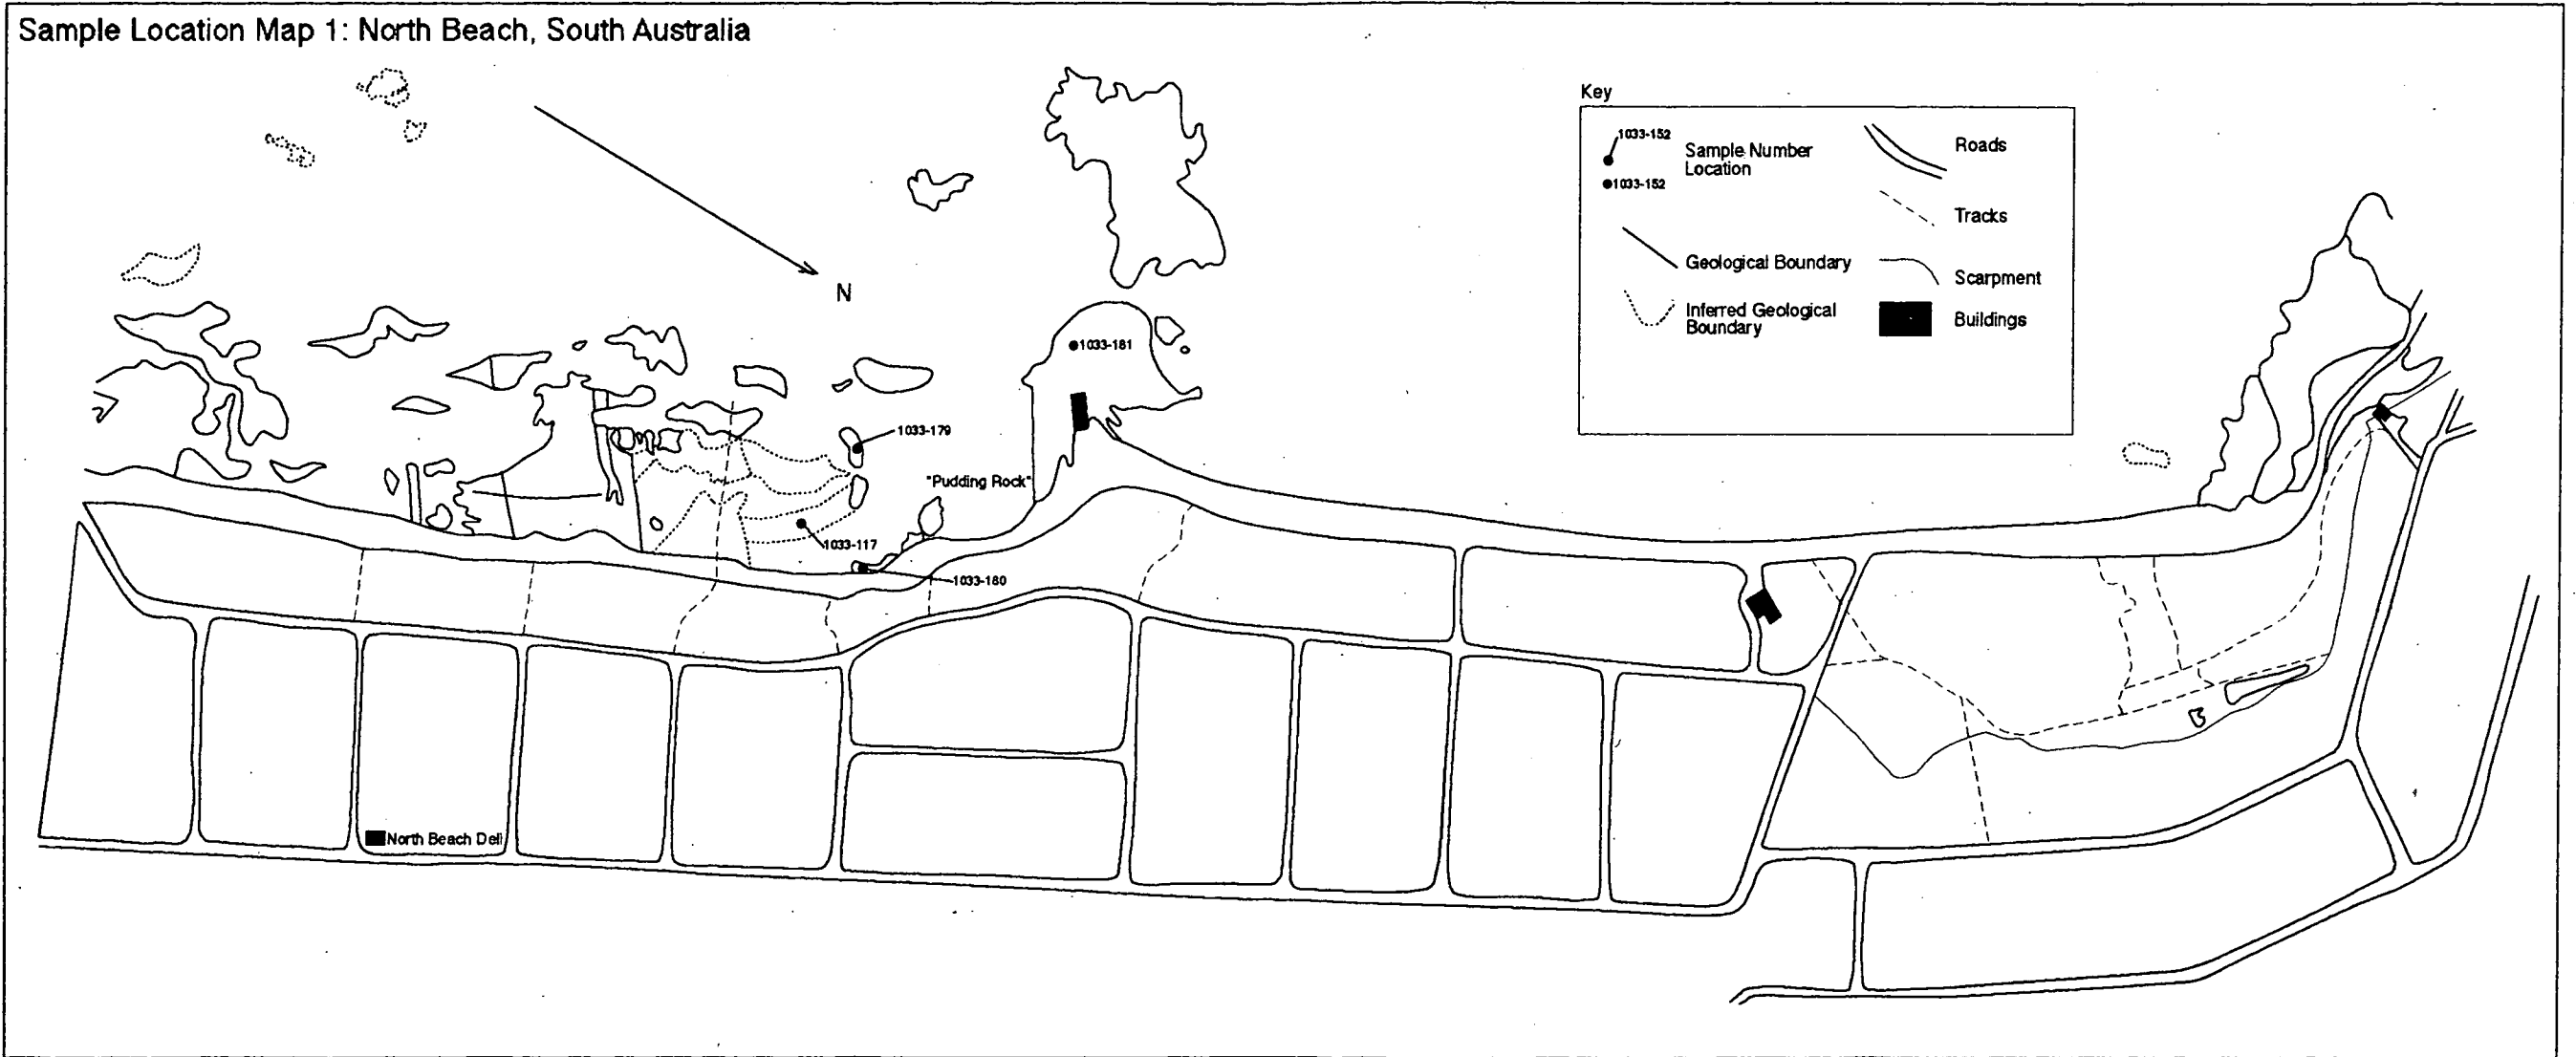 Sample Location Map 1: North Beach, South Australia
Key
1033-152
Sample Number
Location
1033-152
Roads
Tracks
Geological Boundary
Scarpment
Inferred Geological
Boundary
Buildings
N
1033-181
1033-179
"Pudding Rock"
1033-117
1033-180
North Beach Deli